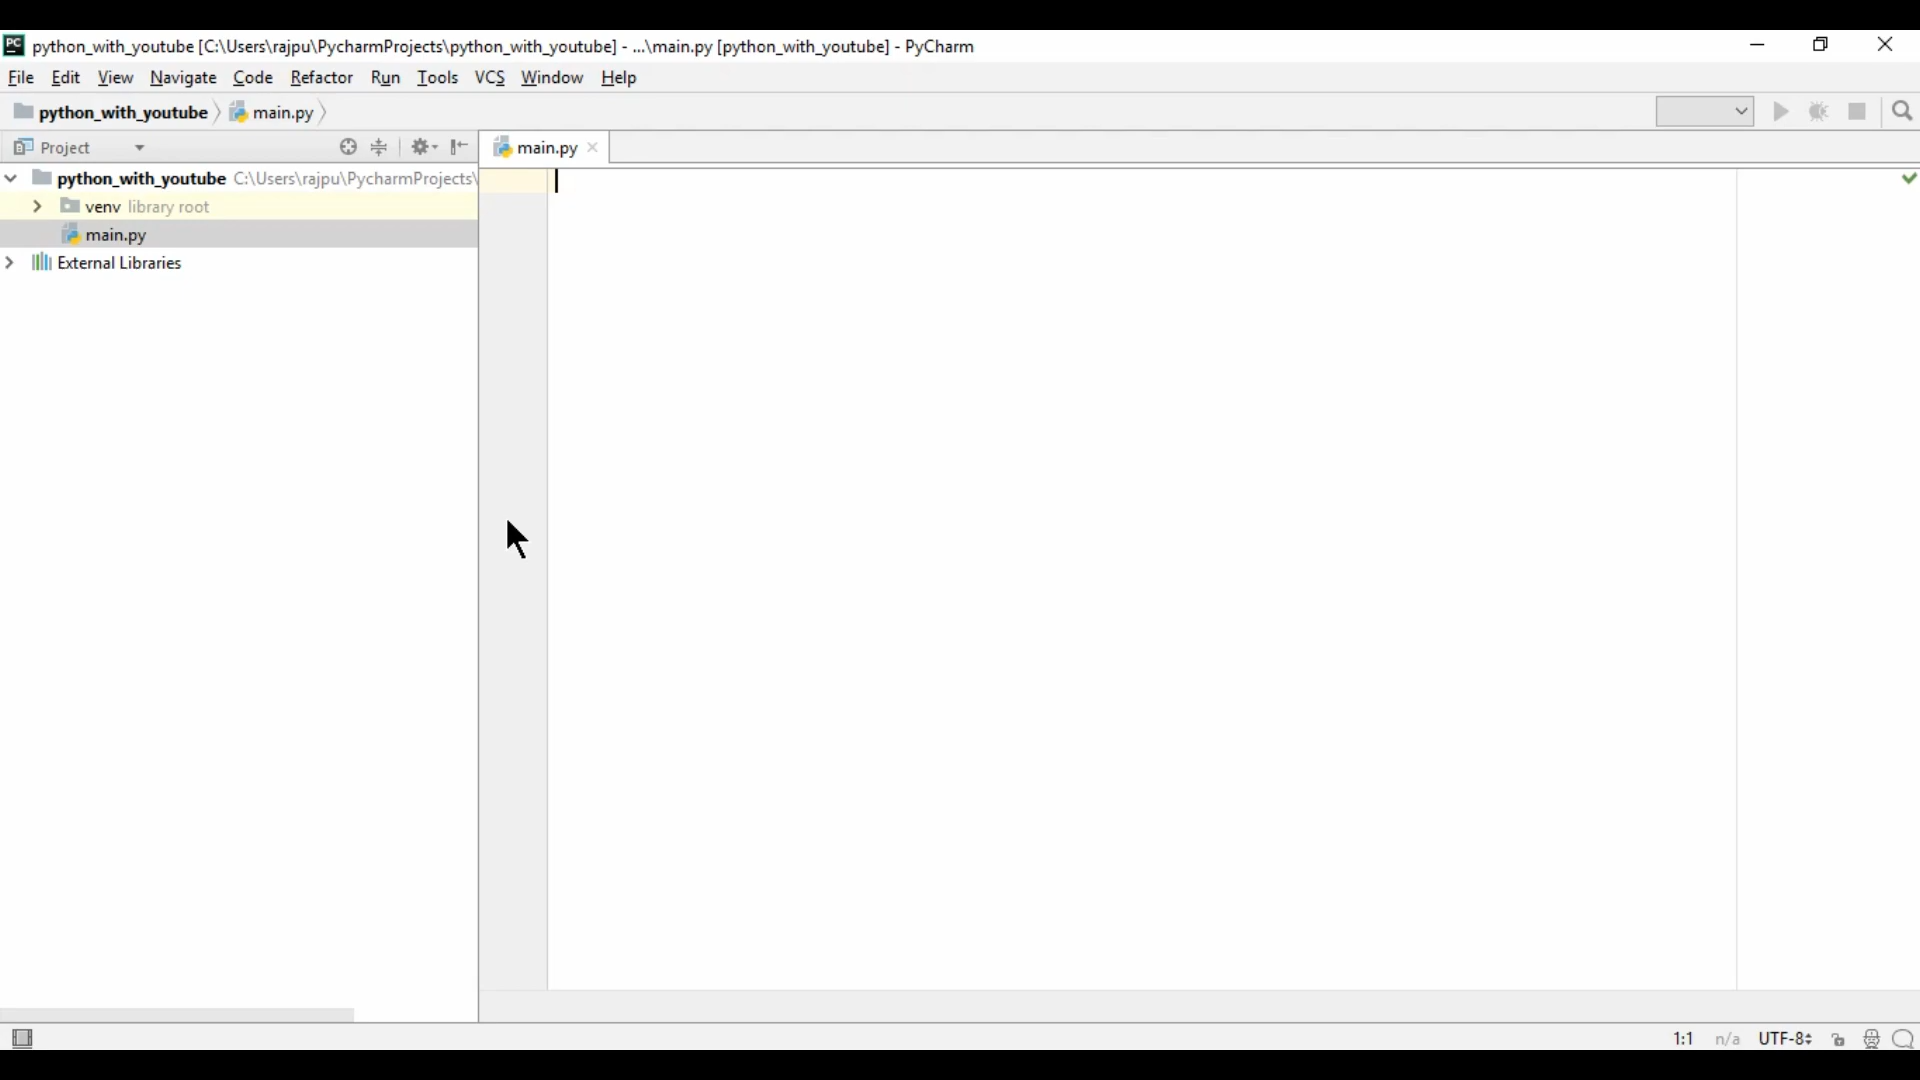 PC python_with_youtube [C:\Users\rajpu\PycharmProjects\python_with_youtube] - ...\main.py [python_with_youtube] - PyCharm
File Edit View Navigate Code Refactor Run Tools VCS Window Help
python_with_youtube main.py
Project main.py
python_with_youtube C:\Users\rajpu\PycharmProjects\
venv library root
main.py
External Libraries
1:1 n/a UTF-8